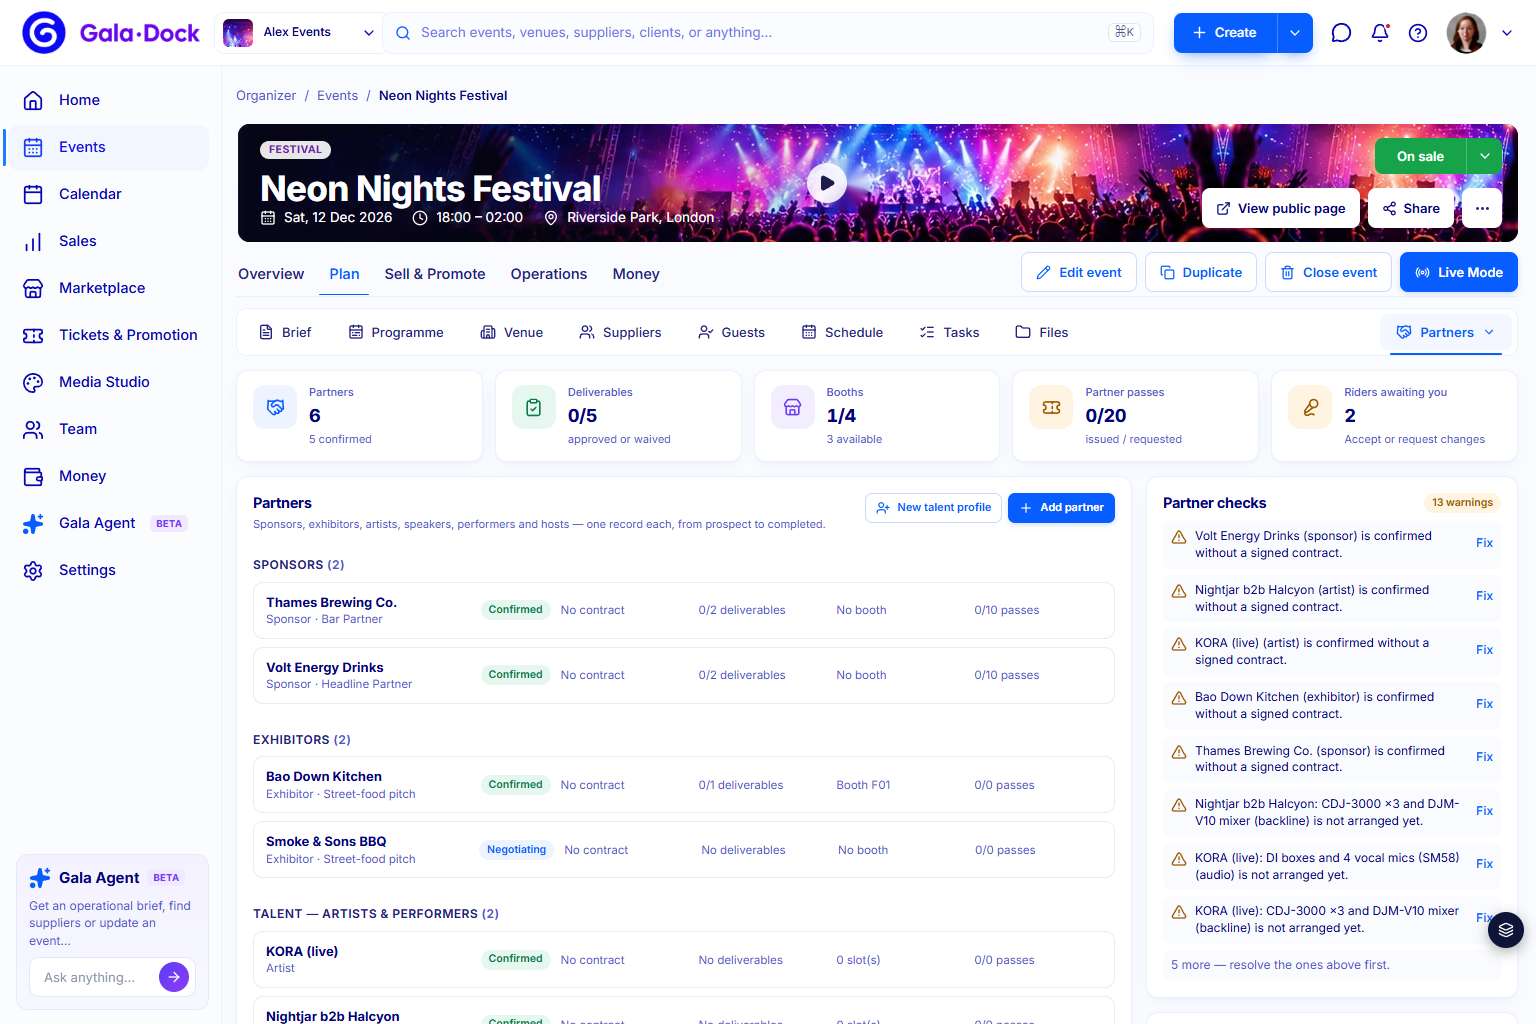 Gala·Dock
Alex Events
Search events, venues, suppliers, clients, or anything...
⌘K
Create
Home
Events
Calendar
Sales
Marketplace
Tickets & Promotion
Media Studio
Team
Money
Gala Agent BETA
Settings
Gala Agent BETA
Get an operational brief, find
suppliers or update an
event...
Ask anything...
Organizer / Events / Neon Nights Festival
FESTIVAL
Neon Nights Festival
Sat, 12 Dec 2026 18:00 – 02:00 Riverside Park, London
On sale
View public page
Share
Overview Plan Sell & Promote Operations Money
Edit event
Duplicate
Close event
Live Mode
Brief Programme Venue Suppliers Guests Schedule Tasks Files Partners
Partners
6
5 confirmed
Deliverables
0/5
approved or waived
Booths
1/4
3 available
Partner passes
0/20
issued / requested
Riders awaiting you
2
Accept or request changes
Partners
Sponsors, exhibitors, artists, speakers, performers and hosts — one record each, from prospect to completed.
New talent profile
Add partner
SPONSORS (2)
Thames Brewing Co.
Sponsor · Bar Partner
Confirmed No contract 0/2 deliverables No booth 0/10 passes
Volt Energy Drinks
Sponsor · Headline Partner
Confirmed No contract 0/2 deliverables No booth 0/10 passes
EXHIBITORS (2)
Bao Down Kitchen
Exhibitor · Street-food pitch
Confirmed No contract 0/1 deliverables Booth F01 0/0 passes
Smoke & Sons BBQ
Exhibitor · Street-food pitch
Negotiating No contract No deliverables No booth 0/0 passes
TALENT — ARTISTS & PERFORMERS (2)
KORA (live)
Artist
Confirmed No contract No deliverables 0 slot(s) 0/0 passes
Nightjar b2b Halcyon
Confirmed No contract No deliverables 0 slot(s) 0/0 passes
Partner checks
13 warnings
Volt Energy Drinks (sponsor) is confirmed
without a signed contract.
Fix
Nightjar b2b Halcyon (artist) is confirmed
without a signed contract.
Fix
KORA (live) (artist) is confirmed without a
signed contract.
Fix
Bao Down Kitchen (exhibitor) is confirmed
without a signed contract.
Fix
Thames Brewing Co. (sponsor) is confirmed
without a signed contract.
Fix
Nightjar b2b Halcyon: CDJ-3000 ×3 and DJM-
V10 mixer (backline) is not arranged yet.
Fix
KORA (live): DI boxes and 4 vocal mics (SM58)
(audio) is not arranged yet.
Fix
KORA (live): CDJ-3000 ×3 and DJM-V10 mixer
(backline) is not arranged yet.
Fix
5 more — resolve the ones above first.